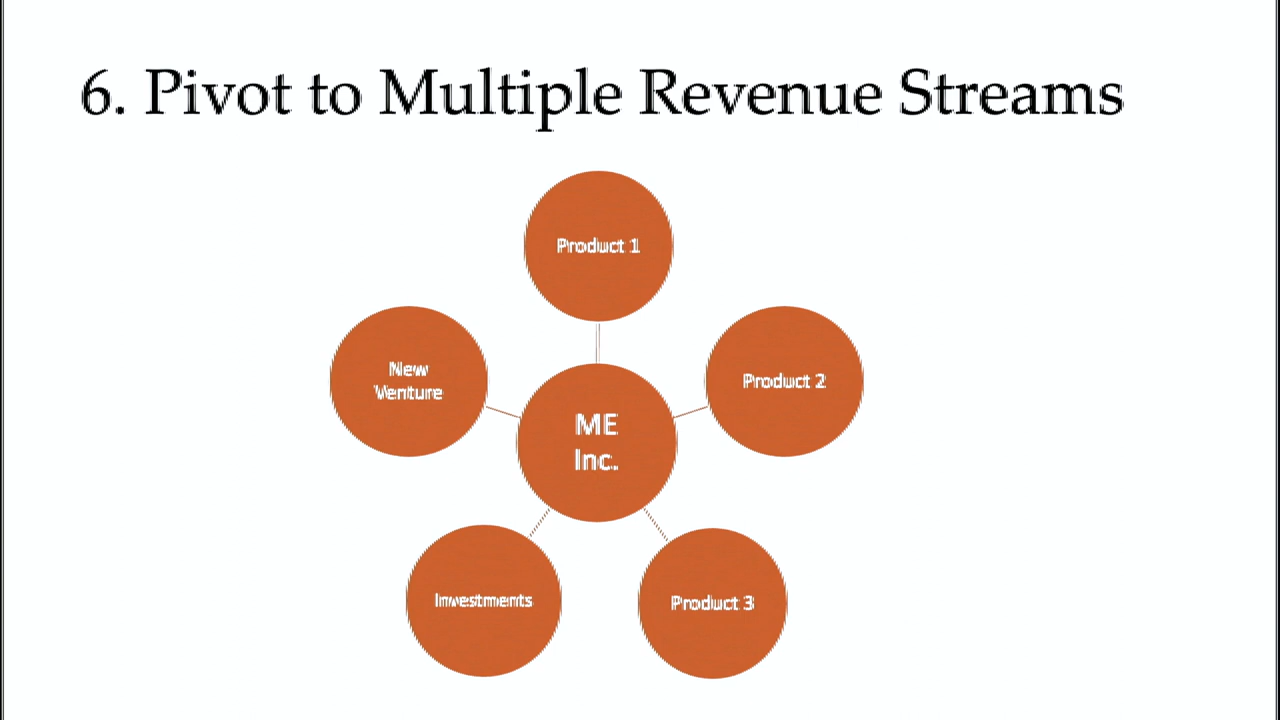 6. Pivot to Multiple Revenue Streams
Product 1
New
Venture
Product 2
ME
Inc.
Investments
Product 3